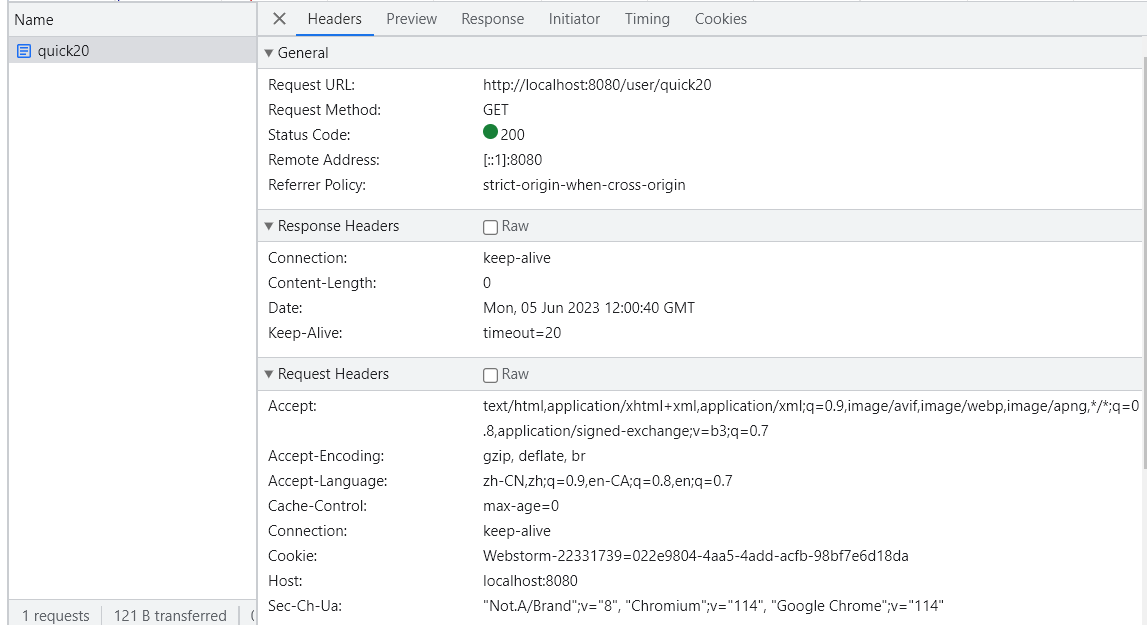 Name
quick20
1 requests 121 B transferred
Headers Preview Response Initiator Timing Cookies
General
Request URL: http://localhost:8080/user/quick20
Request Method: GET
Status Code: 200
Remote Address: [::1]:8080
Referrer Policy: strict-origin-when-cross-origin
Response Headers Raw
Connection: keep-alive
Content-Length: 0
Date: Mon, 05 Jun 2023 12:00:40 GMT
Keep-Alive: timeout=20
Request Headers Raw
Accept: text/html,application/xhtml+xml,application/xml;q=0.9,image/avif,image/webp,image/apng,*/*;q=0
.8,application/signed-exchange;v=b3;q=0.7
Accept-Encoding: gzip, deflate, br
Accept-Language: zh-CN,zh;q=0.9,en-CA;q=0.8,en;q=0.7
Cache-Control: max-age=0
Connection: keep-alive
Cookie: Webstorm-22331739=022e9804-4aa5-4add-acfb-98bf7e6d18da
Host: localhost:8080
Sec-Ch-Ua: "Not.A/Brand";v="8", "Chromium";v="114", "Google Chrome";v="114"